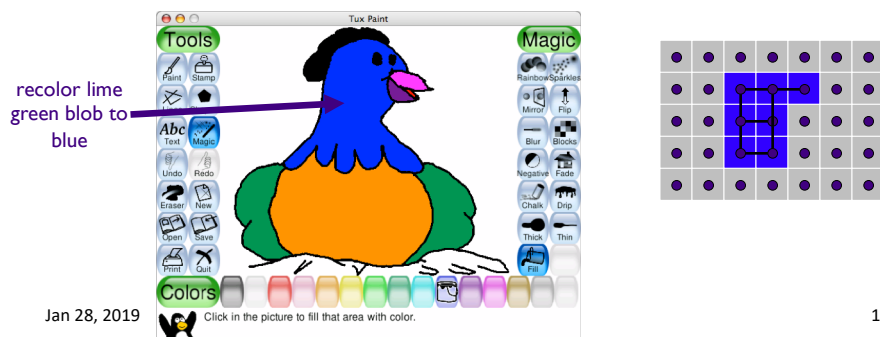 Tux Paint
Tools
Magic
Paint Stamp
Rainbow Sparkles
recolor lime
green blob to
blue
Mirror Flip
Abc
Text Magic
Blur Blocks
Undo Redo
Negative Fade
Eraser New
Chalk Drip
Open Save
Thick Thin
Print Quit
Fill
Colors
Jan 28, 2019
Click in the picture to fill that area with color.
1